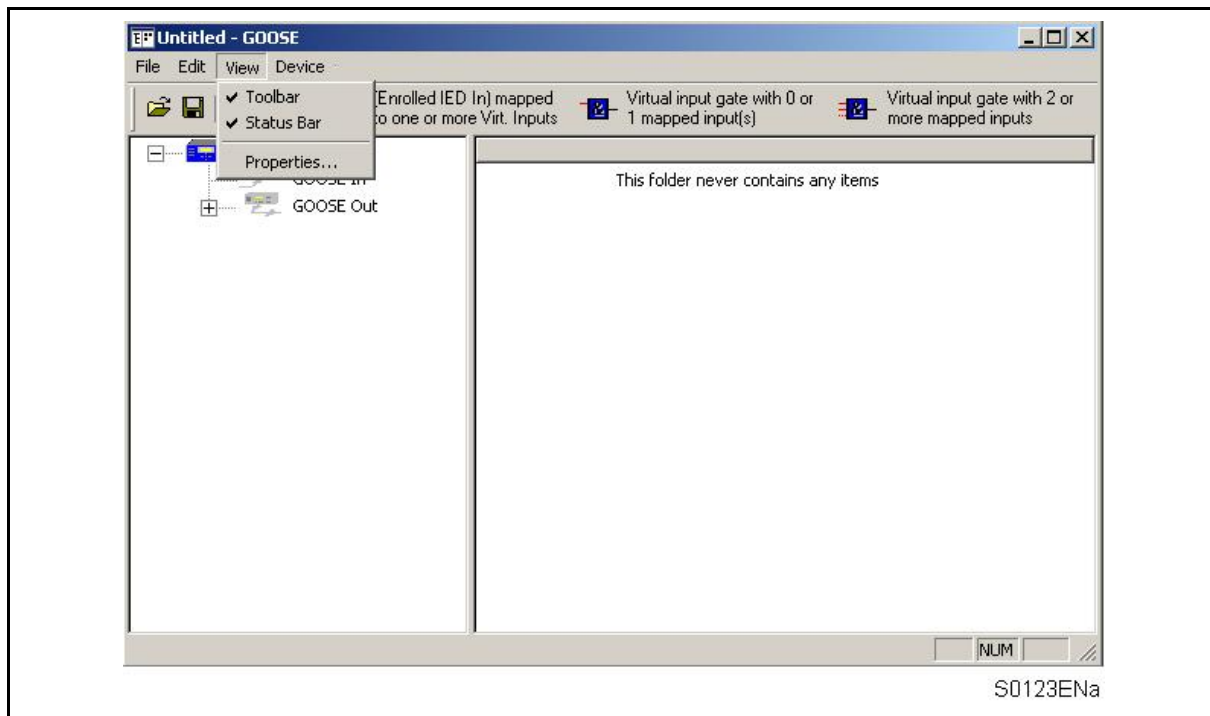 Untitled - GOOSE
File Edit View Device
Toolbar
Status Bar
Properties...
(Enrolled IED In) mapped
to one or more Virt. Inputs
Virtual input gate with 0 or
1 mapped input(s)
Virtual input gate with 2 or
more mapped inputs
GOOSE In
GOOSE Out
This folder never contains any items
NUM
S0123ENa